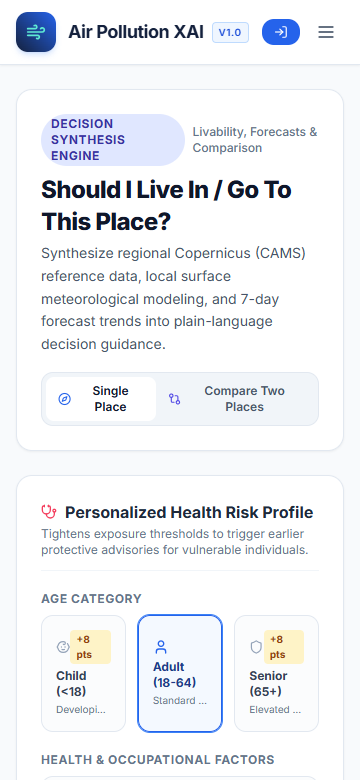 Air Pollution XAI V1.0
DECISION
SYNTHESIS
ENGINE
Livability, Forecasts &
Comparison
Should I Live In / Go To
This Place?
Synthesize regional Copernicus (CAMS)
reference data, local surface
meteorological modeling, and 7-day
forecast trends into plain-language
decision guidance.
Single
Place
Compare Two
Places
Personalized Health Risk Profile
Tightens exposure thresholds to trigger earlier
protective advisories for vulnerable individuals.
AGE CATEGORY
+8
pts
Child
(<18)
Developi...
Adult
(18-64)
Standard ...
+8
pts
Senior
(65+)
Elevated ...
HEALTH & OCCUPATIONAL FACTORS